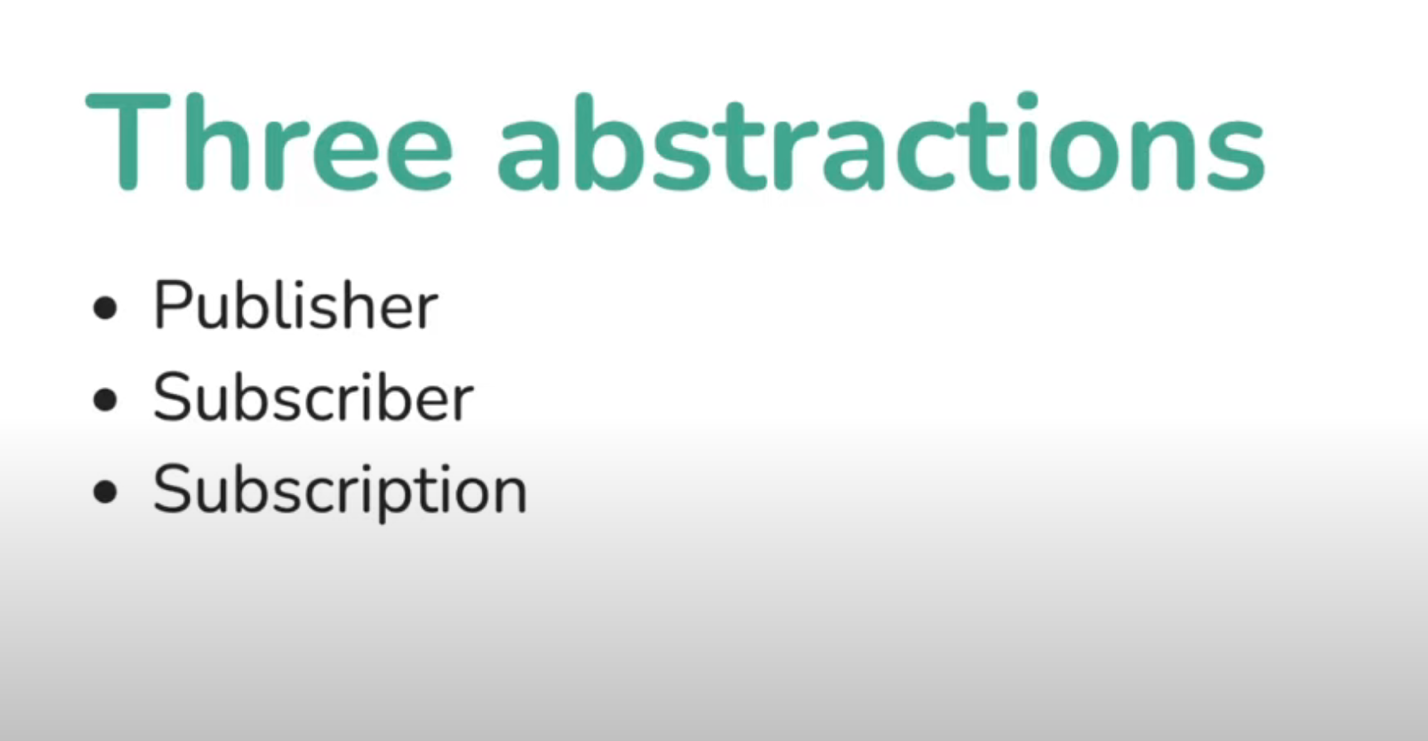 Three abstractions
Publisher
Subscriber
Subscription